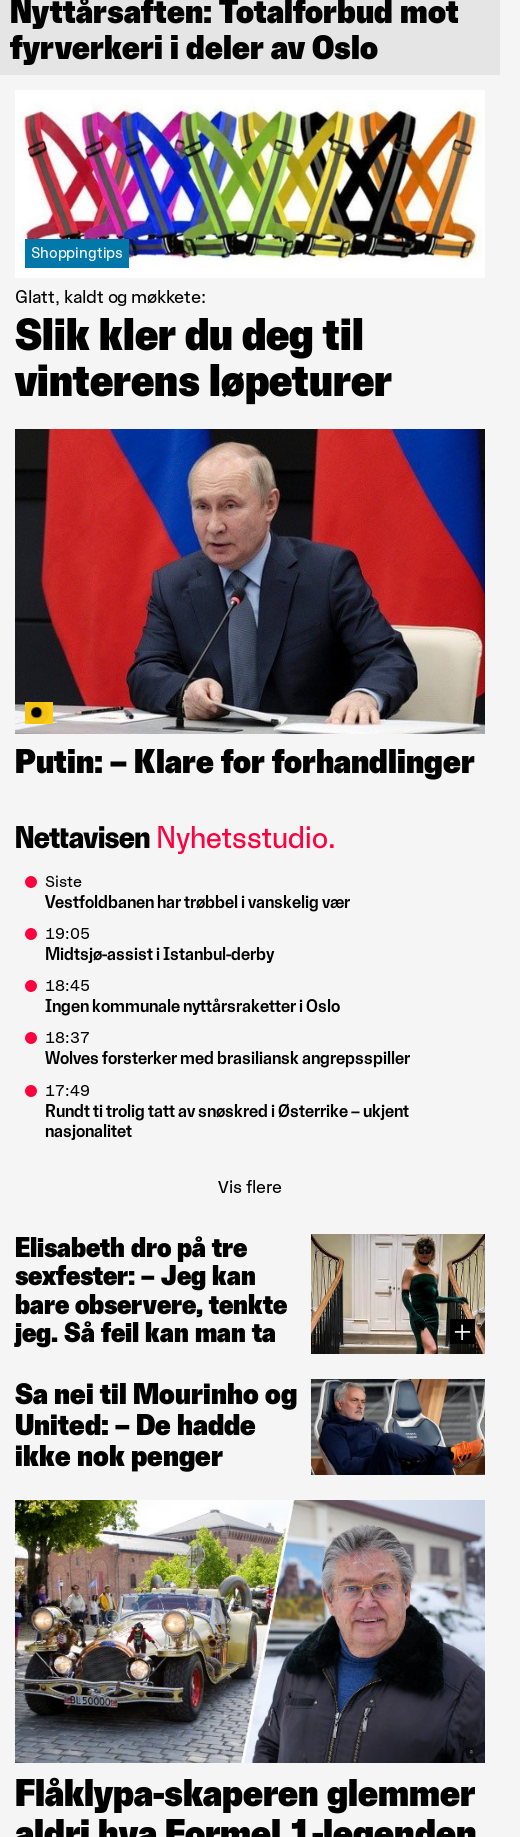 Nyttårsaften: Totalforbud mot
fyrverkeri i deler av Oslo
Shoppingtips
Glatt, kaldt og møkkete:
Slik kler du deg til
vinterens løpeturer
Putin: – Klare for forhandlinger
Nettavisen Nyhetsstudio.
Siste
Vestfoldbanen har trøbbel i vanskelig vær
19:05
Midtsjø-assist i Istanbul-derby
18:45
Ingen kommunale nyttårsraketter i Oslo
18:37
Wolves forsterker med brasiliansk angrepsspiller
17:49
Rundt ti trolig tatt av snøskred i Østerrike – ukjent
nasjonalitet
Vis flere
Elisabeth dro på tre
sexfester: – Jeg kan
bare observere, tenkte
jeg. Så feil kan man ta
Sa nei til Mourinho og
United: – De hadde
ikke nok penger
BL50000
Flåklypa-skaperen glemmer
aldri hva Formel 1-legenden